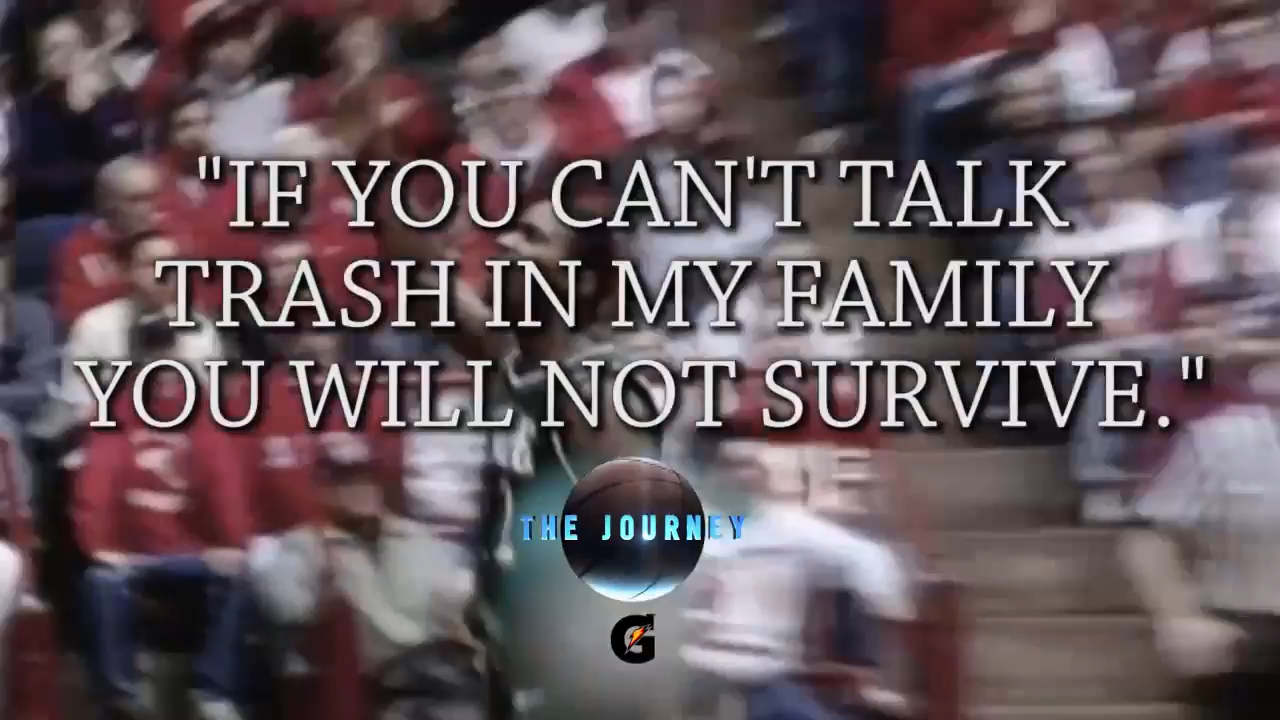 "IF YOU CAN'T TALK
TRASH IN MY FAMILY
YOU WILL NOT SURVIVE."
THE JOURNEY
G